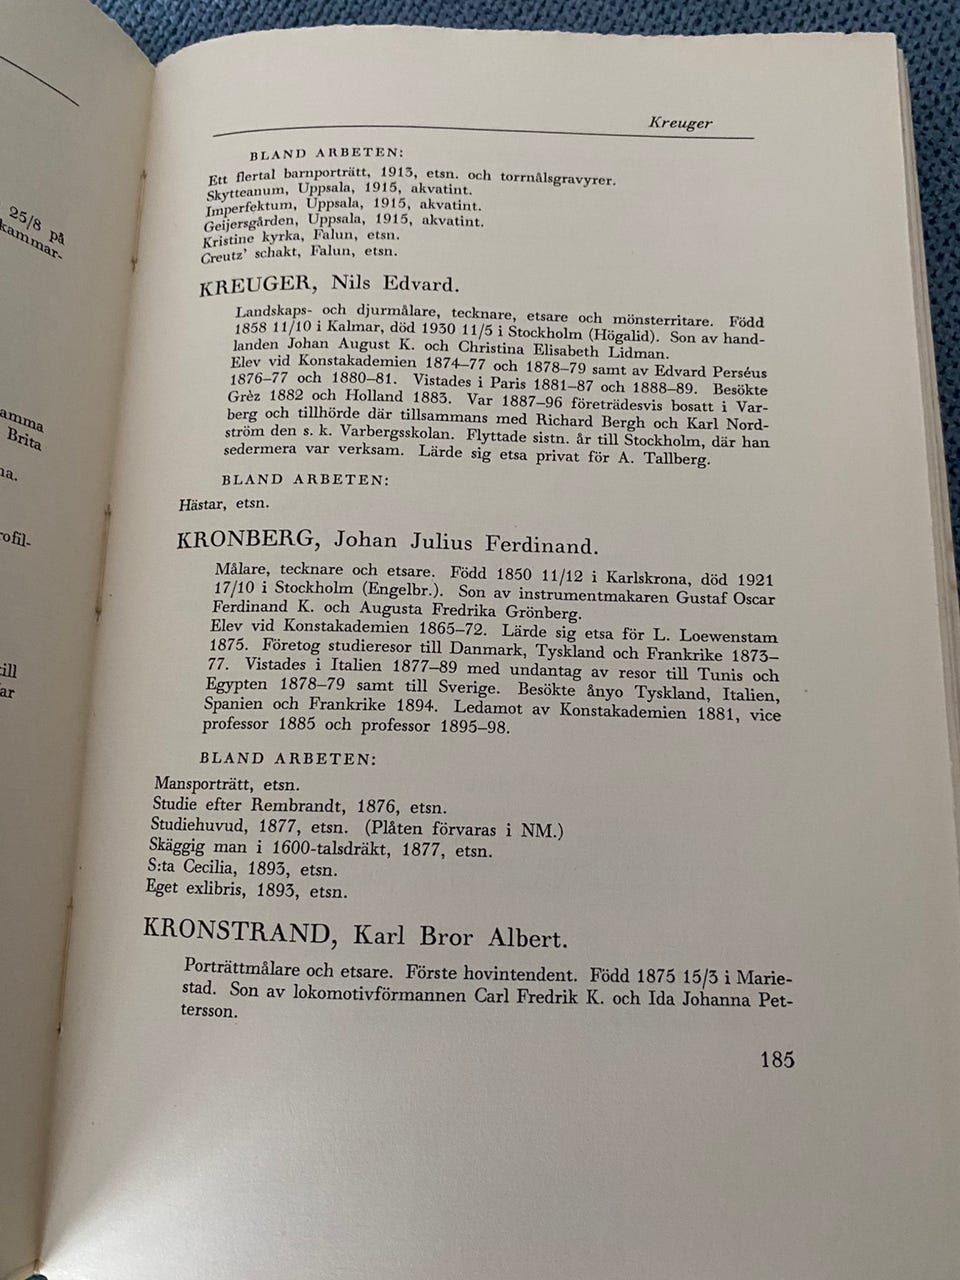 25/8 på
kammar-
amma
Brita
na.
rofil-
till
ar
Kreuger
BLAND ARBETEN:
Ett flertal barnporträtt, 1913, etsn. och torrnålsgravyrer.
Skytteanum, Uppsala, 1915, akvatint.
Imperfektum, Uppsala, 1915, akvatint.
Geijersgården, Uppsala, 1915, akvatint.
Kristine kyrka, Falun, etsn.
Creutz' schakt, Falun, etsn.
KREUGER, Nils Edvard.
Landskaps- och djurmålare, tecknare, etsare och mönsterritare. Född
1858 11/10 i Kalmar, död 1930 11/5 i Stockholm (Högalid). Son av hand-
landen Johan August K. och Christina Elisabeth Lidman.
Elev vid Konstakademien 1874–77 och 1878–79 samt av Edvard Perséus
1876–77 och 1880–81. Vistades i Paris 1881–87 och 1888–89. Besökte
Grèz 1882 och Holland 1883. Var 1887–96 företrädesvis bosatt i Var-
berg och tillhörde där tillsammans med Richard Bergh och Karl Nord-
ström den s. k. Varbergsskolan. Flyttade sistn. år till Stockholm, där han
sedermera var verksam. Lärde sig etsa privat för A. Tallberg.
BLAND ARBETEN:
Hästar, etsn.
KRONBERG, Johan Julius Ferdinand.
Målare, tecknare och etsare. Född 1850 11/12 i Karlskrona, död 1921
17/10 i Stockholm (Engelbr.). Son av instrumentmakaren Gustaf Oscar
Ferdinand K. och Augusta Fredrika Grönberg.
Elev vid Konstakademien 1865–72. Lärde sig etsa för L. Loewenstam
1875. Företog studieresor till Danmark, Tyskland och Frankrike 1873–
77. Vistades i Italien 1877–89 med undantag av resor till Tunis och
Egypten 1878–79 samt till Sverige. Besökte ånyo Tyskland, Italien,
Spanien och Frankrike 1894. Ledamot av Konstakademien 1881, vice
professor 1885 och professor 1895–98.
BLAND ARBETEN:
Mansporträtt, etsn.
Studie efter Rembrandt, 1876, etsn.
Studiehuvud, 1877, etsn. (Plåten förvaras i NM.)
Skäggig man i 1600-talsdräkt, 1877, etsn.
S:ta Cecilia, 1893, etsn.
Eget exlibris, 1893, etsn.
KRONSTRAND, Karl Bror Albert.
Porträttmålare och etsare. Förste hovintendent. Född 1875 15/3 i Marie-
stad. Son av lokomotivförmannen Carl Fredrik K. och Ida Johanna Pet-
tersson.
185